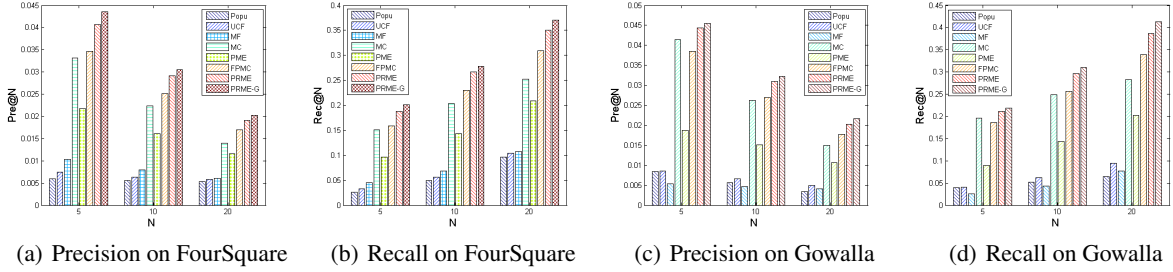 0.045
0.04
0.035
0.03
0.025
0.02
0.015
0.01
0.005
0
Pre@N
5
10
20
N
Popu
UCF
MF
MC
PME
FPMC
PRME
PRME-G
(a) Precision on FourSquare
0.4
0.35
0.3
0.25
0.2
0.15
0.1
0.05
0
Rec@N
5
10
20
N
Popu
UCF
MF
MC
PME
FPMC
PRME
PRME-G
(b) Recall on FourSquare
0.05
0.045
0.04
0.035
0.03
0.025
0.02
0.015
0.01
0.005
0
Pre@N
5
10
20
N
Popu
UCF
MF
MC
PME
FPMC
PRME
PRME-G
(c) Precision on Gowalla
0.45
0.4
0.35
0.3
0.25
0.2
0.15
0.1
0.05
0
Rec@N
5
10
20
N
Popu
UCF
MF
MC
PME
FPMC
PRME
PRME-G
(d) Recall on Gowalla